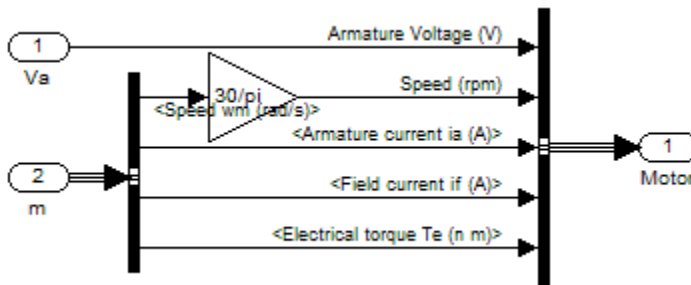 Armature Voltage (V)
1
Va
30/pi
Speed (rpm)
<Speed wm (rad/s)>
<Armature current ia (A)>
1
Motor
2
m
<Field current if (A)>
<Electrical torque Te (n m)>